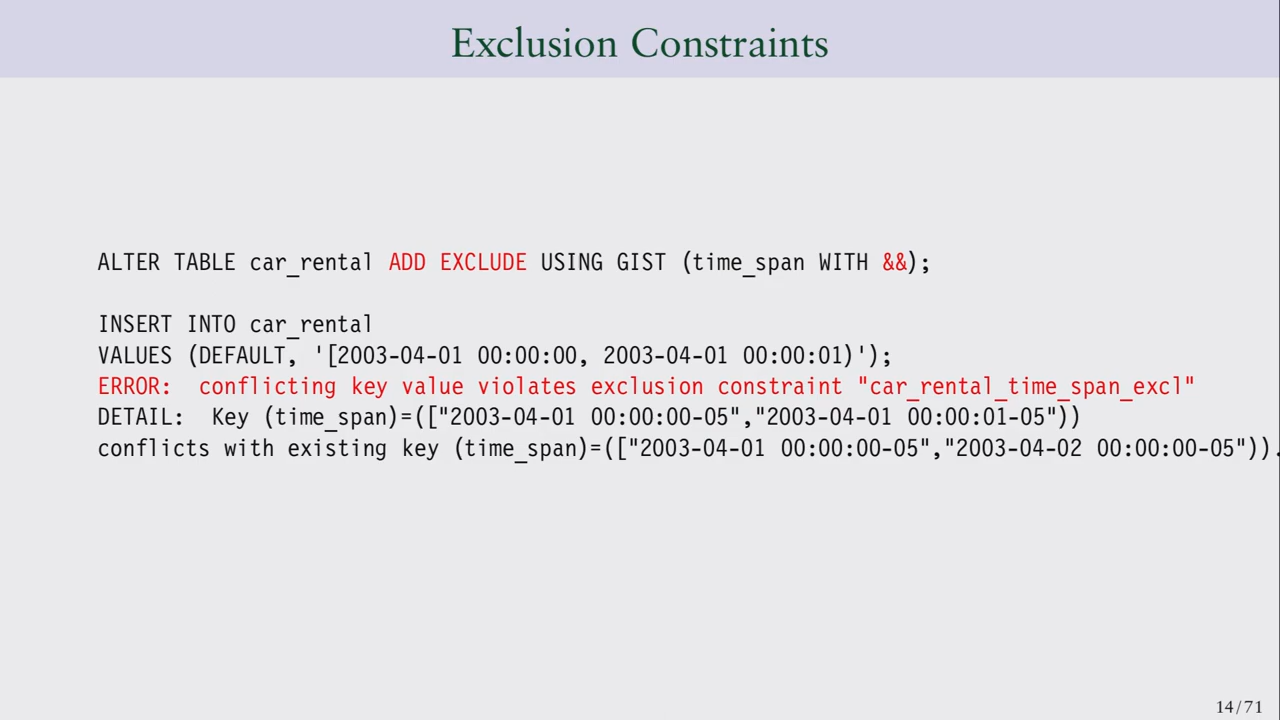 Exclusion Constraints
ALTER TABLE car_rental ADD EXCLUDE USING GIST (time_span WITH &&);
INSERT INTO car_rental
VALUES (DEFAULT, '[2003-04-01 00:00:00, 2003-04-01 00:00:01)');
ERROR:  conflicting key value violates exclusion constraint "car_rental_time_span_excl"
DETAIL:  Key (time_span)=(["2003-04-01 00:00:00-05","2003-04-01 00:00:01-05"))
conflicts with existing key (time_span)=(["2003-04-01 00:00:00-05","2003-04-02 00:00:00-05")).
14/71